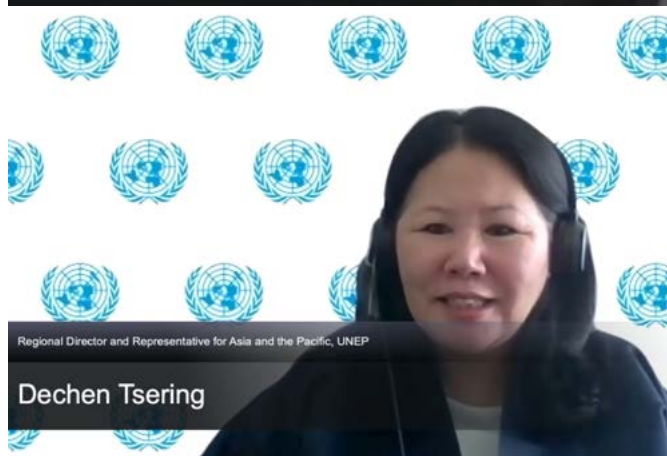 Regional Director and Representative for Asia and the Pacific, UNEP
Dechen Tsering